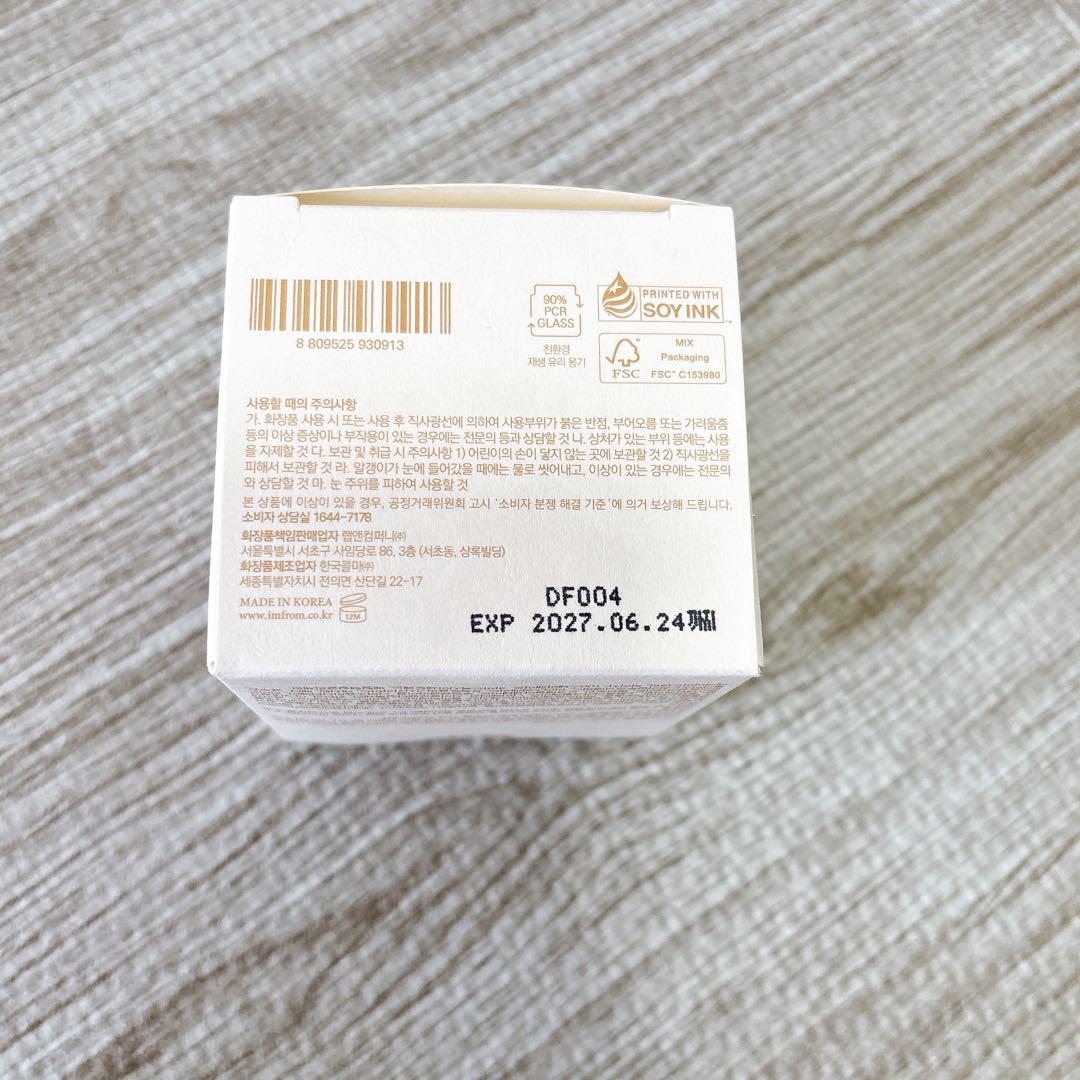 8 809525 930913
90%
PCR
GLASS
친환경
재생 유리 용기
PRINTED WITH
SOY INK
FSC
MIX
Packaging
FSC™ C153980
사용할 때의 주의사항
가. 화장품 사용 시 또는 사용 후 직사광선에 의하여 사용부위가 붉은 반점, 부어오름 또는 가려움증
등의 이상 증상이나 부작용이 있는 경우에는 전문의 등과 상담할 것 나. 상처가 있는 부위 등에는 사용
을 자제할 것 다. 보관 및 취급 시 주의사항 1) 어린이의 손이 닿지 않는 곳에 보관할 것 2) 직사광선을
피해서 보관할 것 라. 알갱이가 눈에 들어갔을 때에는 물로 씻어내고, 이상이 있는 경우에는 전문의
와 상담할 것 마. 눈 주위를 피하여 사용할 것
본 상품에 이상이 있을 경우, 공정거래위원회 고시 '소비자 분쟁 해결 기준'에 의거 보상해 드립니다.
소비자 상담실 1644-7178
화장품책임판매업자 랩앤컴퍼니㈜
서울특별시 서초구 사임당로 86, 3층 (서초동, 상록빌딩)
화장품제조업자 한국콜마㈜
세종특별자치시 전의면 산단길 22-17
MADE IN KOREA
www.imfrom.co.kr
12M
DF004
EXP 2027.06.24까지